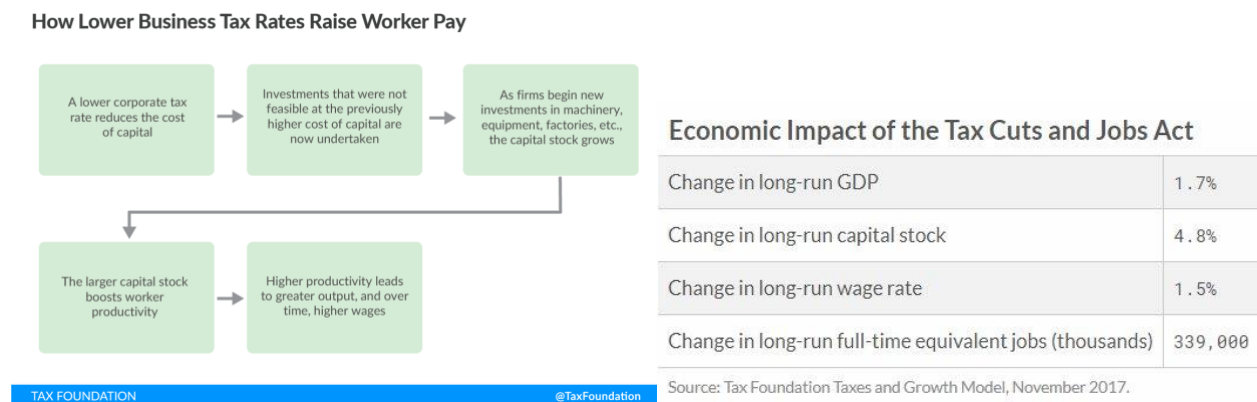 How Lower Business Tax Rates Raise Worker Pay
A lower corporate tax
rate reduces the cost
of capital
Investments that were not
feasible at the previously
higher cost of capital are
now undertaken
As firms begin new
investments in machinery,
equipment, factories, etc.,
the capital stock grows
The larger capital stock
boosts worker
productivity
Higher productivity leads
to greater output, and over
time, higher wages
TAX FOUNDATION @TaxFoundation
Economic Impact of the Tax Cuts and Jobs Act
Change in long-run GDP 1.7%
Change in long-run capital stock 4.8%
Change in long-run wage rate 1.5%
Change in long-run full-time equivalent jobs (thousands) 339,000
Source: Tax Foundation Taxes and Growth Model, November 2017.